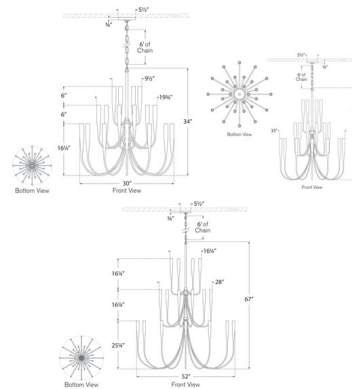 5½"
¾"
6' of
Chain
9½"
19¾"
6"
6"
16¼"
34"
30"
Bottom View
Front View
5½"
¾"
6' of
Chain
33"
Bottom View
Front View
5½"
¾"
6' of
Chain
16¼"
28"
16¼"
16¼"
25¼"
67"
52"
Bottom View
Front View